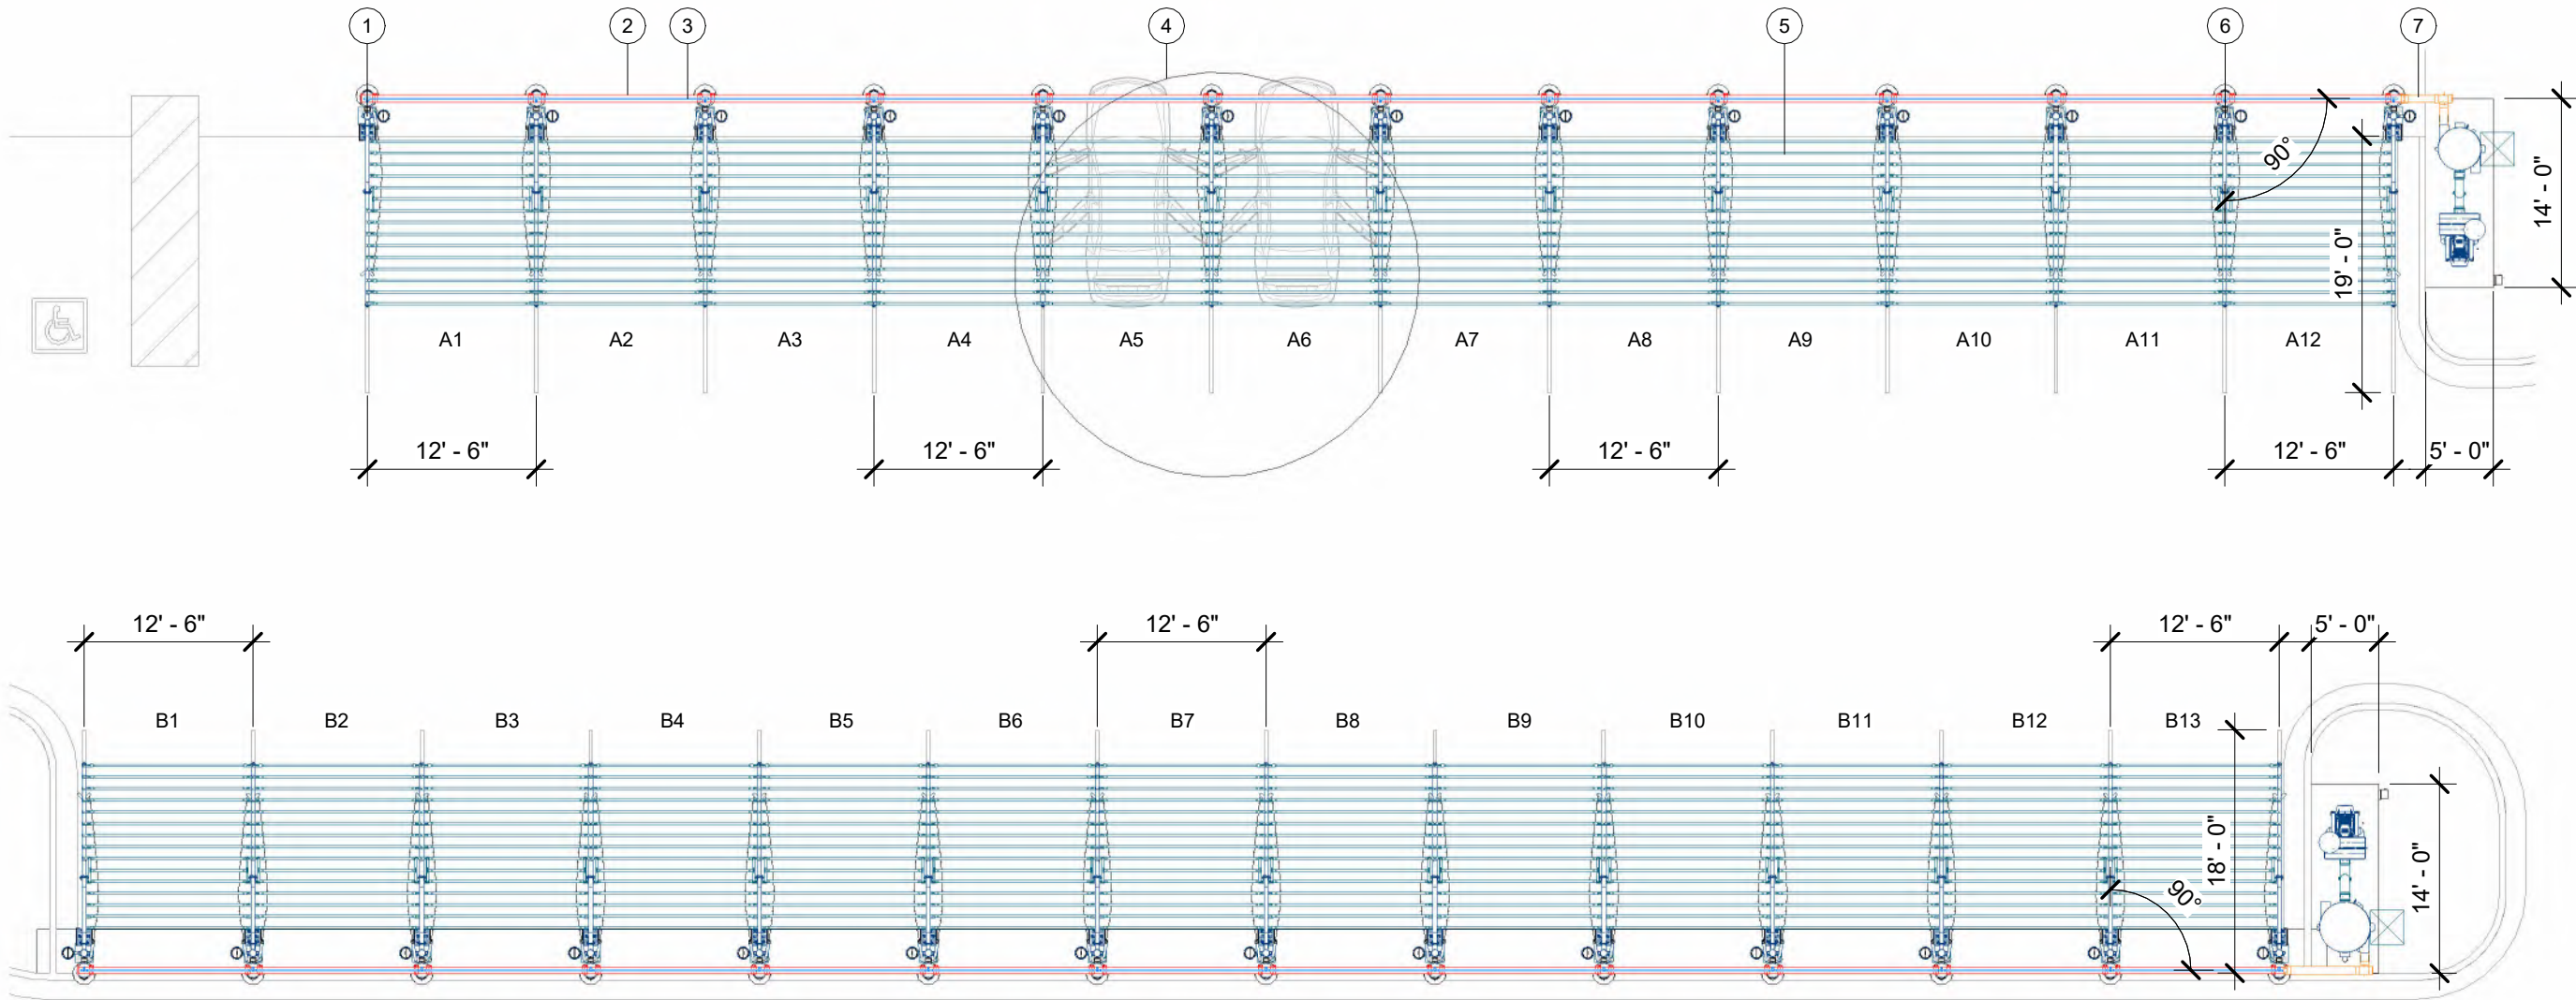 1 2 3 4 5 6 7
90°
14' - 0"
19' - 0"
A1 A2 A3 A4 A5 A6 A7 A8 A9 A10 A11 A12
12' - 6" 12' - 6" 12' - 6" 12' - 6" 5' - 0"
12' - 6" 12' - 6" 12' - 6" 5' - 0"
B1 B2 B3 B4 B5 B6 B7 B8 B9 B10 B11 B12 B13
18' - 0"
90°
14' - 0"